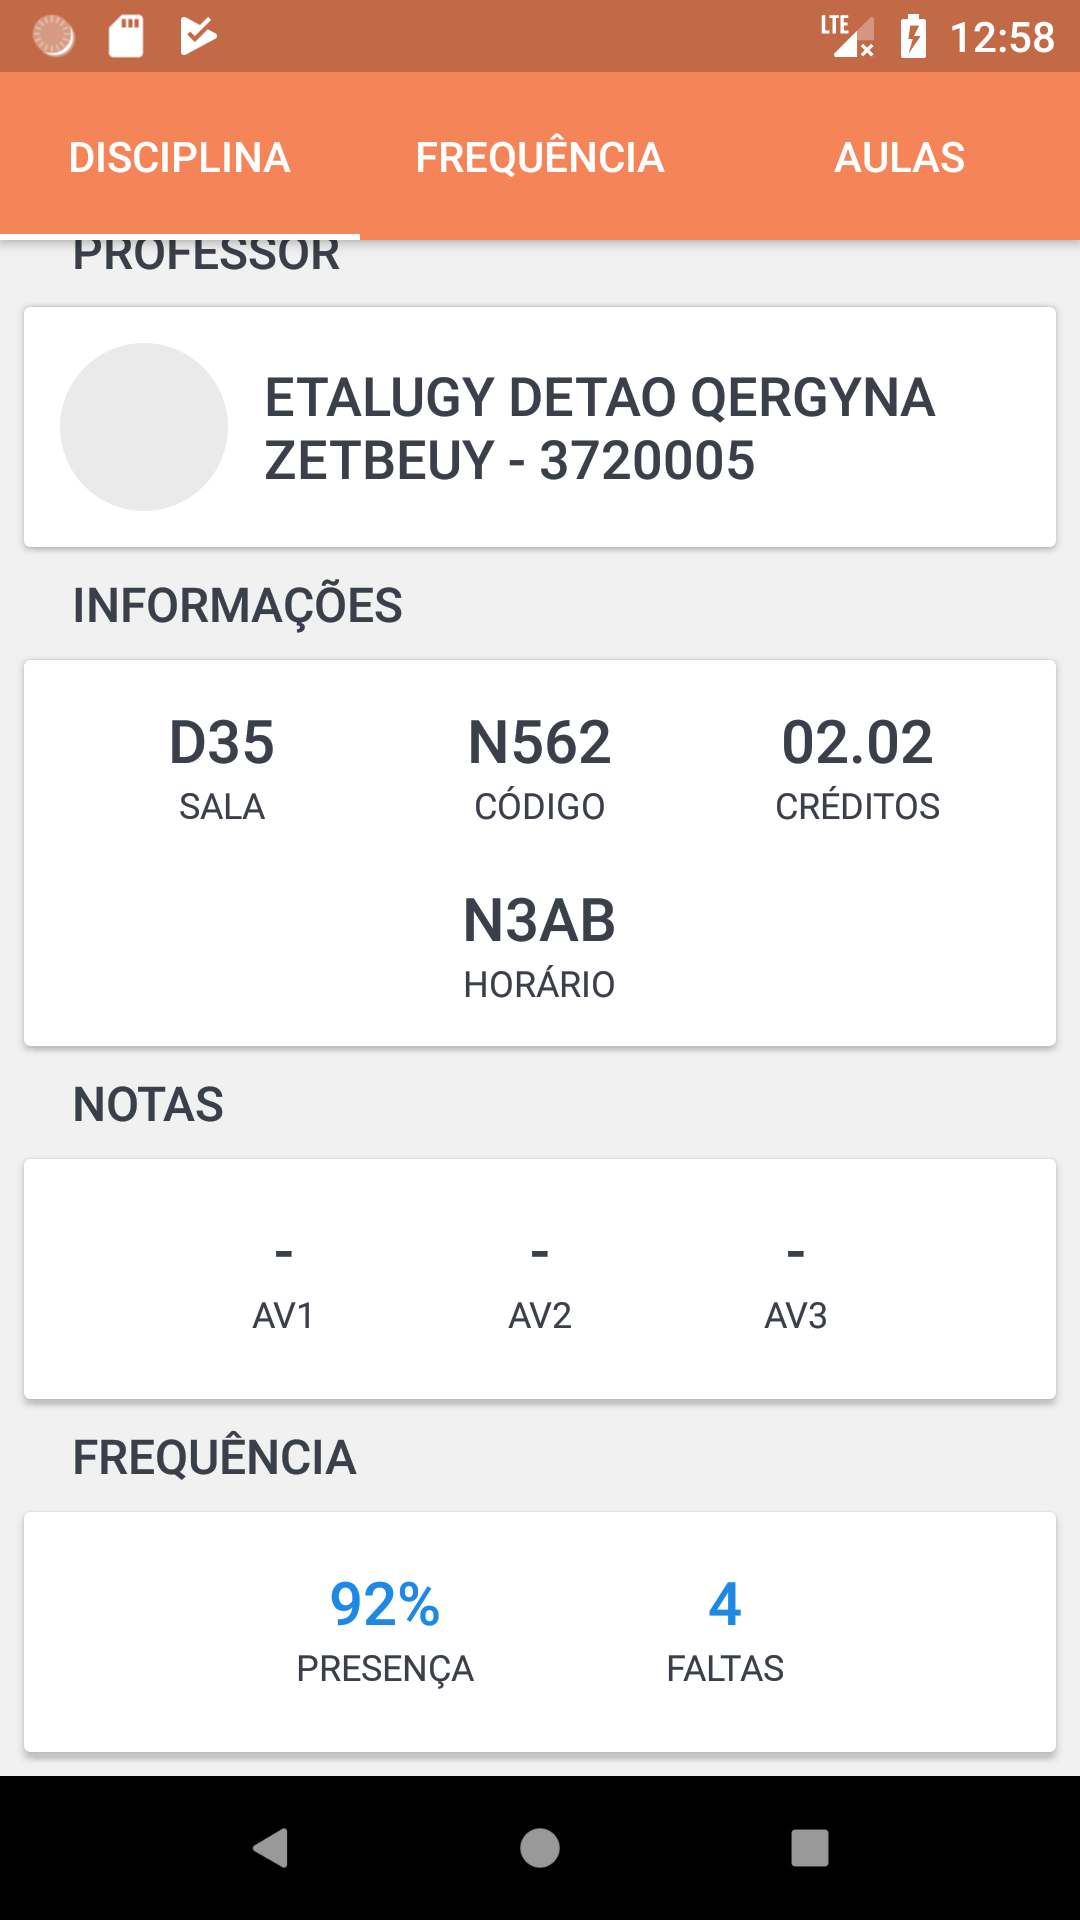 LTE 12:58
DISCIPLINA FREQUÊNCIA AULAS
PROFESSOR
ETALUGY DETAO QERGYNA
ZETBEUY - 3720005
INFORMAÇÕES
D35 N562 02.02
SALA CÓDIGO CRÉDITOS
N3AB
HORÁRIO
NOTAS
- - -
AV1 AV2 AV3
FREQUÊNCIA
92% 4
PRESENÇA FALTAS